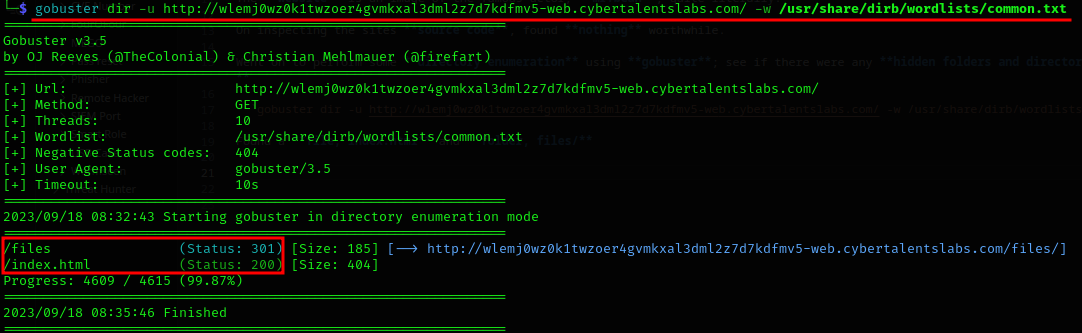 └─$ gobuster dir -u http://wlemj0wz0k1twzoer4gvmkxal3dml2z7d7kdfmv5-web.cybertalentslabs.com/ -w /usr/share/dirb/wordlists/common.txt
===============================================================
Gobuster v3.5
by OJ Reeves (@TheColonial) & Christian Mehlmauer (@firefart)
===============================================================
[+] Url:                     http://wlemj0wz0k1twzoer4gvmkxal3dml2z7d7kdfmv5-web.cybertalentslabs.com/
[+] Method:                  GET
[+] Threads:                 10
[+] Wordlist:                /usr/share/dirb/wordlists/common.txt
[+] Negative Status codes:   404
[+] User Agent:              gobuster/3.5
[+] Timeout:                 10s
===============================================================
2023/09/18 08:32:43 Starting gobuster in directory enumeration mode
===============================================================
/files                (Status: 301) [Size: 185] [--> http://wlemj0wz0k1twzoer4gvmkxal3dml2z7d7kdfmv5-web.cybertalentslabs.com/files/]
/index.html           (Status: 200) [Size: 404]
Progress: 4609 / 4615 (99.87%)
===============================================================
2023/09/18 08:35:46 Finished
===============================================================